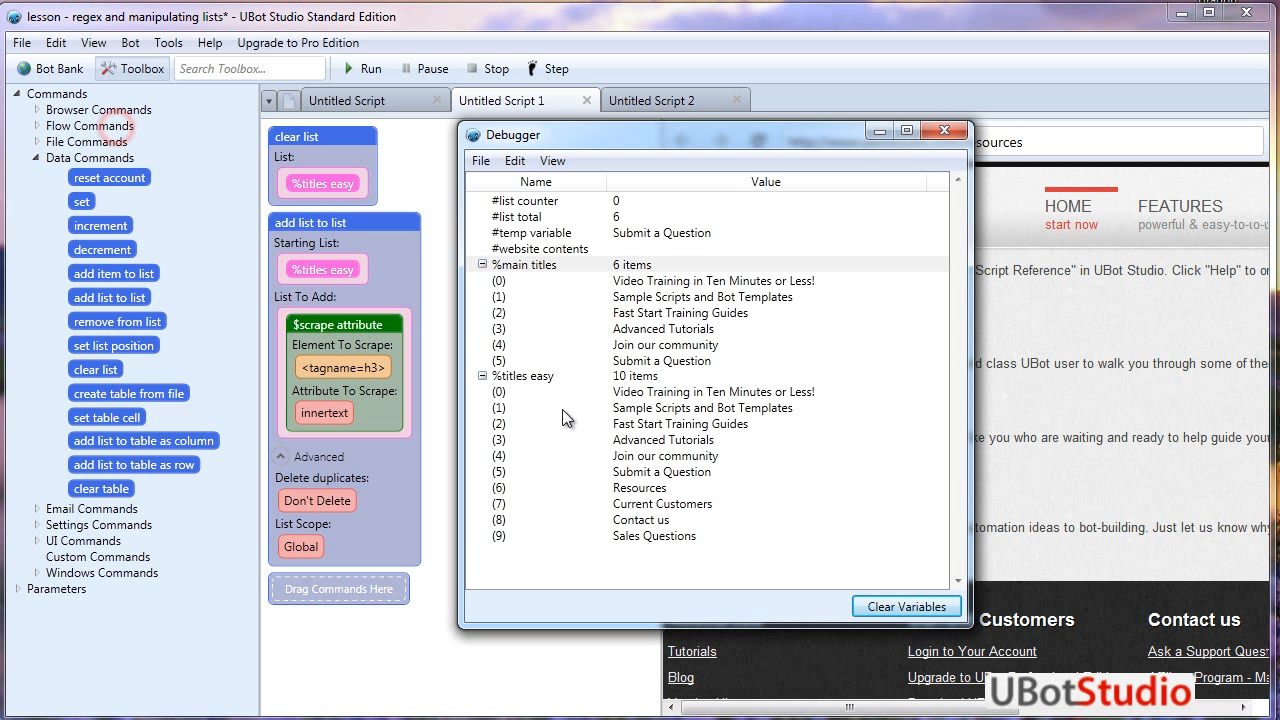 lesson - regex and manipulating lists* - UBot Studio Standard Edition
File Edit View Bot Tools Help Upgrade to Pro Edition
Bot Bank Toolbox Search Toolbox... Run Pause Stop Step
Commands
Browser Commands
Flow Commands
File Commands
Data Commands
reset account
set
increment
decrement
add item to list
add list to list
remove from list
set list position
clear list
create table from file
set table cell
add list to table as column
add list to table as row
clear table
Email Commands
Settings Commands
UI Commands
Custom Commands
Windows Commands
Parameters
Untitled Script Untitled Script 1 Untitled Script 2
clear list
List:
%titles easy
add list to list
Starting List:
%titles easy
List To Add:
$scrape attribute
Element To Scrape:
<tagname=h3>
Attribute To Scrape:
innertext
Advanced
Delete duplicates:
Don't Delete
List Scope:
Global
Drag Commands Here
Debugger
File Edit View
Name Value
#list counter 0
#list total 6
#temp variable Submit a Question
#website contents
%main titles 6 items
(0) Video Training in Ten Minutes or Less!
(1) Sample Scripts and Bot Templates
(2) Fast Start Training Guides
(3) Advanced Tutorials
(4) Join our community
(5) Submit a Question
%titles easy 10 items
(0) Video Training in Ten Minutes or Less!
(1) Sample Scripts and Bot Templates
(2) Fast Start Training Guides
(3) Advanced Tutorials
(4) Join our community
(5) Submit a Question
(6) Resources
(7) Current Customers
(8) Contact us
(9) Sales Questions
Clear Variables
sources
HOME FEATURES
start now powerful & easy-to-
Script Reference" in UBot Studio. Click "Help" to
d class UBot user to walk you through some of
ke you who are waiting and ready to help guide
omation ideas to bot-building. Just let us know
Customers Contact us
Tutorials Login to Your Account Ask a Support
Blog Upgrade to Program -
UBotStudio